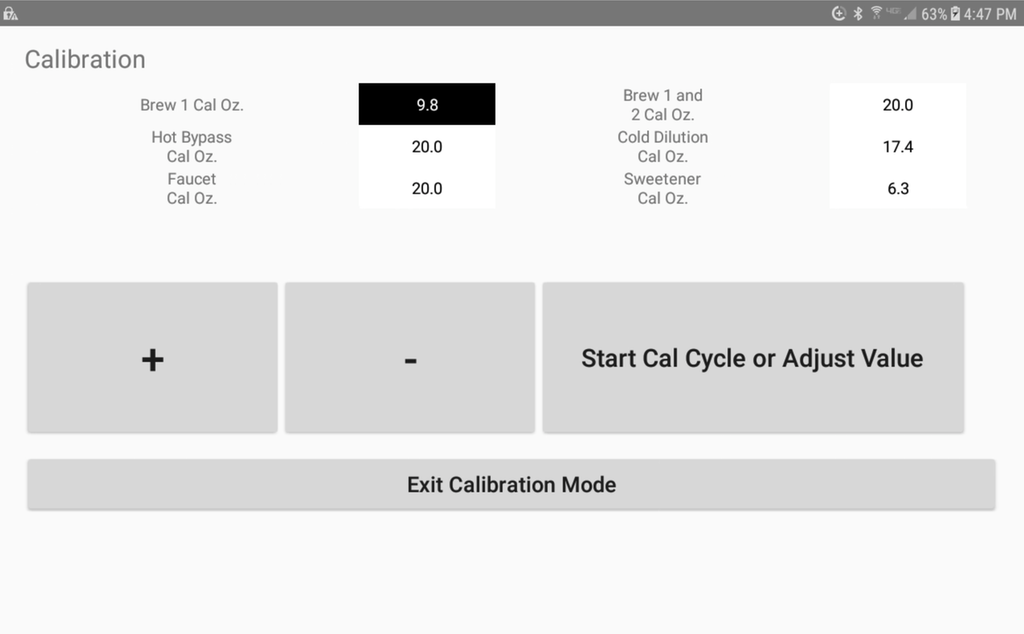 63% 4:47 PM
Calibration
Brew 1 Cal Oz.
9.8
Brew 1 and
2 Cal Oz.
20.0
Hot Bypass
Cal Oz.
20.0
Cold Dilution
Cal Oz.
17.4
Faucet
Cal Oz.
20.0
Sweetener
Cal Oz.
6.3
+
-
Start Cal Cycle or Adjust Value
Exit Calibration Mode